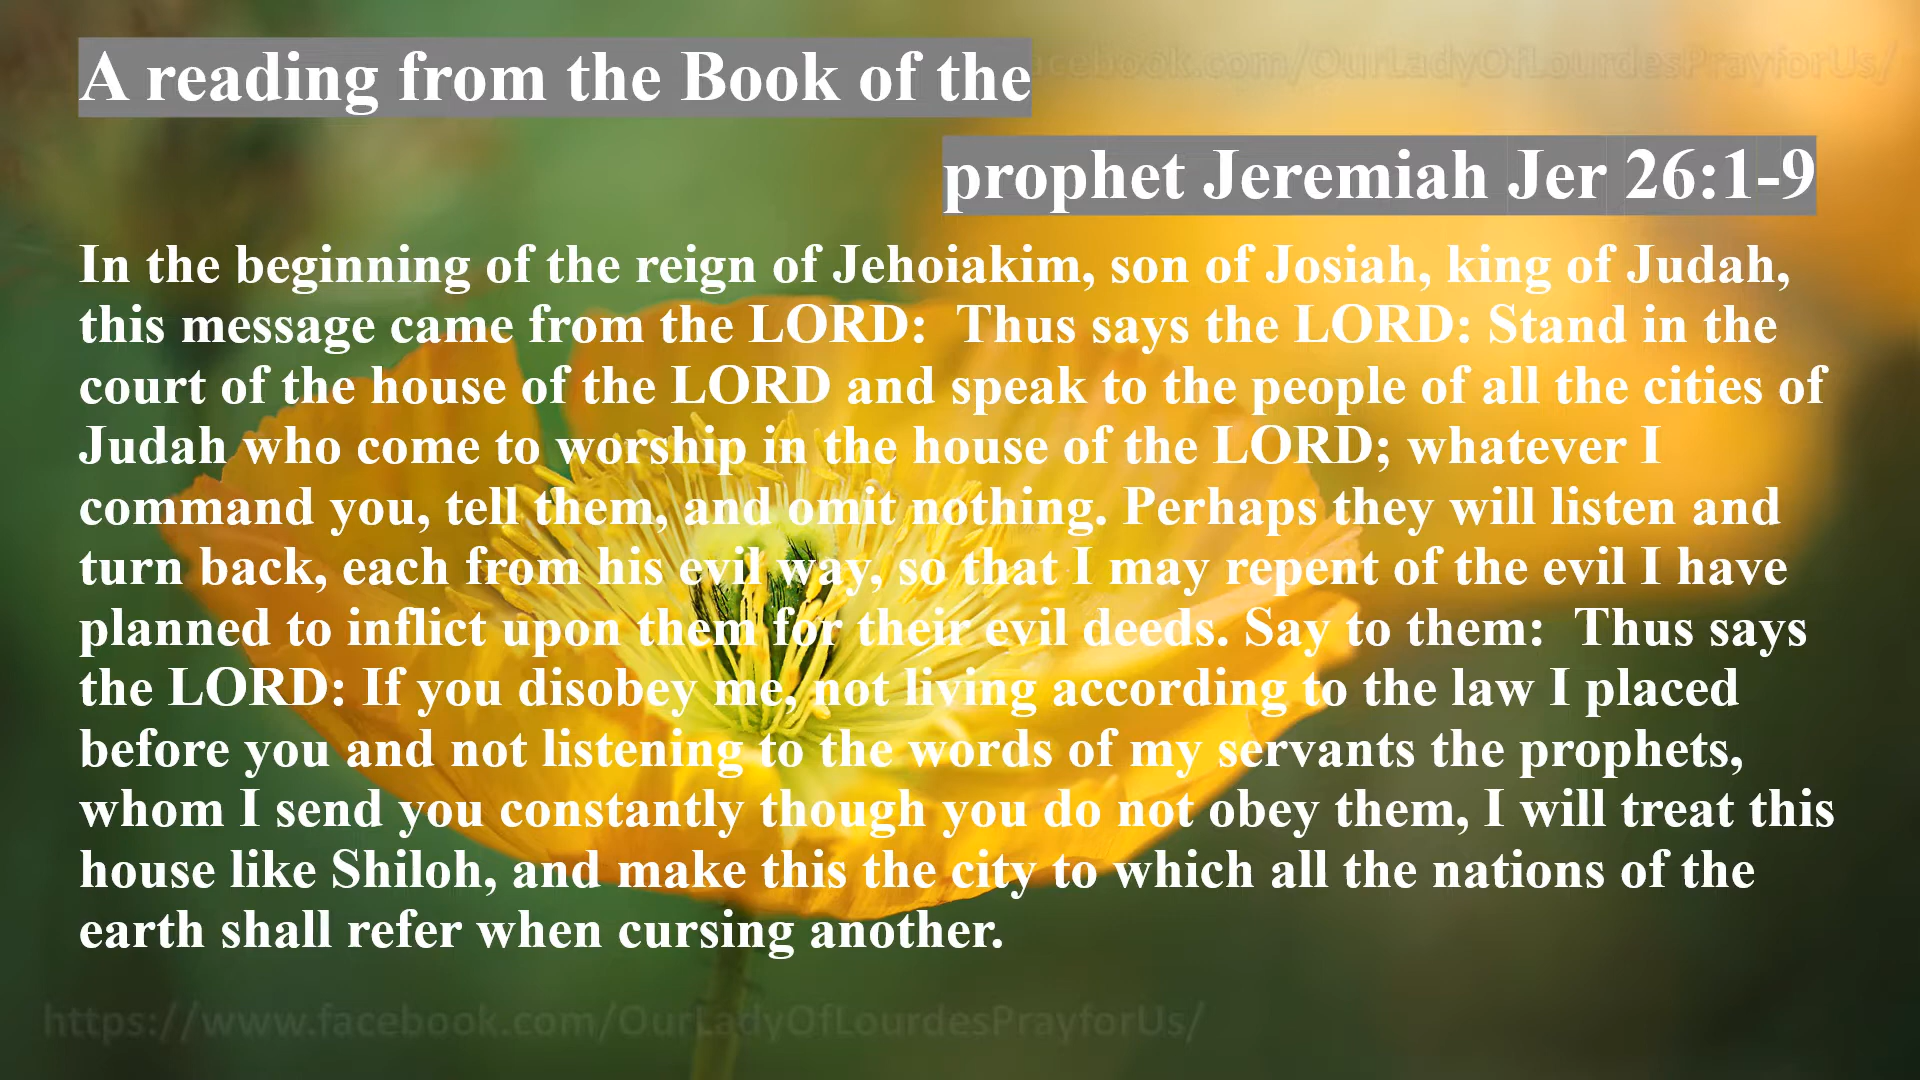 A reading from the Book of the
acebook.com/OurLadyOfLourdesPrayforUs/
prophet Jeremiah Jer 26:1-9
In the beginning of the reign of Jehoiakim, son of Josiah, king of Judah,
this message came from the LORD:  Thus says the LORD: Stand in the
court of the house of the LORD and speak to the people of all the cities of
Judah who come to worship in the house of the LORD; whatever I
command you, tell them, and omit nothing. Perhaps they will listen and
turn back, each from his evil way, so that I may repent of the evil I have
planned to inflict upon them for their evil deeds. Say to them:  Thus says
the LORD: If you disobey me, not living according to the law I placed
before you and not listening to the words of my servants the prophets,
whom I send you constantly though you do not obey them, I will treat this
house like Shiloh, and make this the city to which all the nations of the
earth shall refer when cursing another.
https://www.facebook.com/OurLadyOfLourdesPrayforUs/